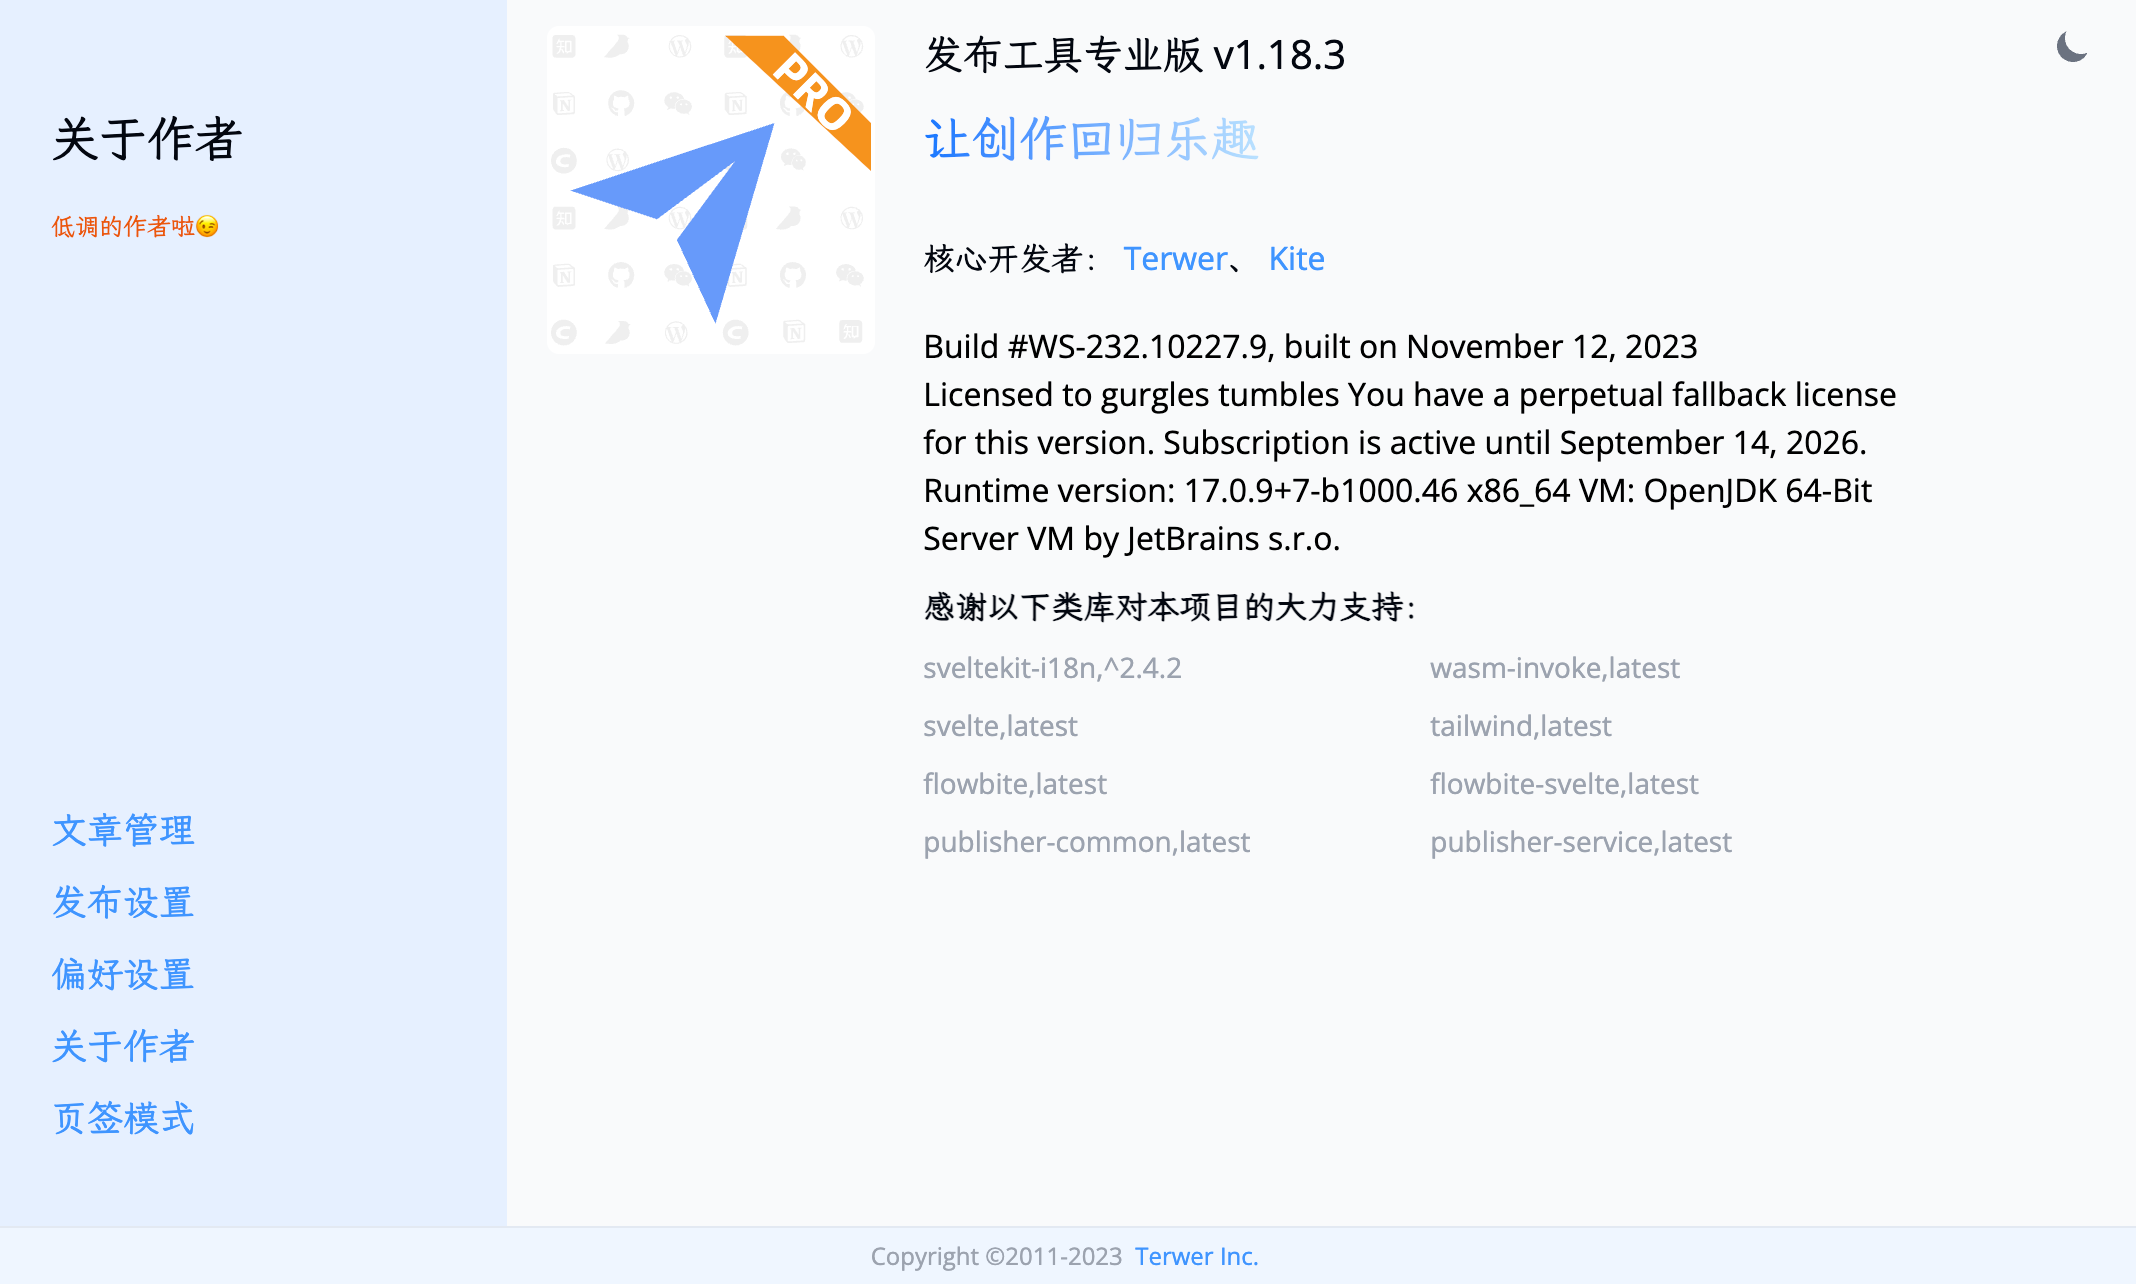 关于作者
低调的作者啦😉
文章管理
发布设置
偏好设置
关于作者
页签模式
PRO
发布工具专业版 v1.18.3
让创作回归乐趣
核心开发者： Terwer、 Kite
Build #WS-232.10227.9, built on November 12, 2023
Licensed to gurgles tumbles You have a perpetual fallback license
for this version. Subscription is active until September 14, 2026.
Runtime version: 17.0.9+7-b1000.46 x86_64 VM: OpenJDK 64-Bit
Server VM by JetBrains s.r.o.
感谢以下类库对本项目的大力支持：
sveltekit-i18n,^2.4.2 wasm-invoke,latest
svelte,latest tailwind,latest
flowbite,latest flowbite-svelte,latest
publisher-common,latest publisher-service,latest
Copyright ©2011-2023 Terwer Inc.